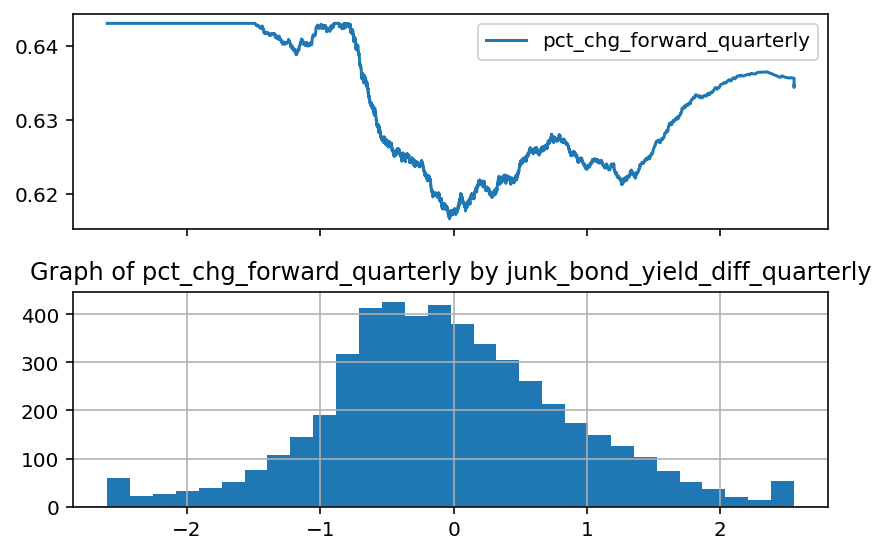 0.64
0.63
0.62
pct_chg_forward_quarterly
Graph of pct_chg_forward_quarterly by junk_bond_yield_diff_quarterly
400
300
200
100
0
−2 −1 0 1 2